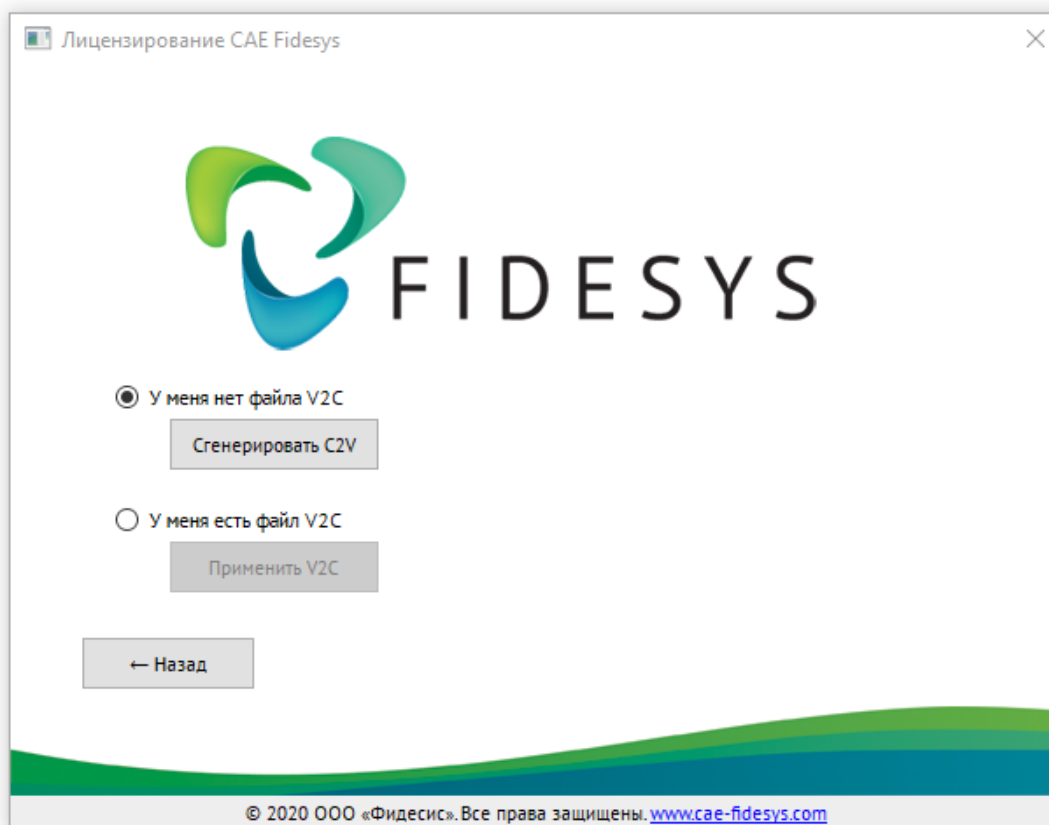 Лицензирование CAE Fidesys
FIDESYS
У меня нет файла V2C
Сгенерировать C2V
У меня есть файл V2C
Применить V2C
← Назад
© 2020 ООО «Фидесис». Все права защищены. www.cae-fidesys.com